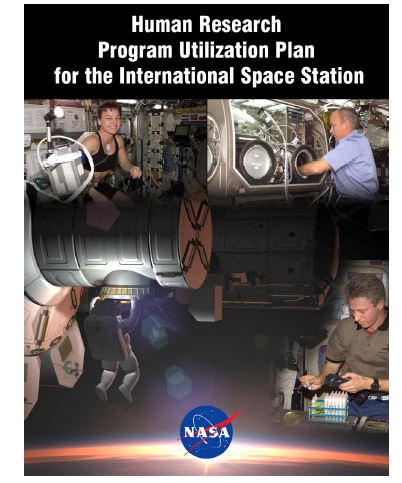 Human Research
Program Utilization Plan
for the International Space Station
NASA